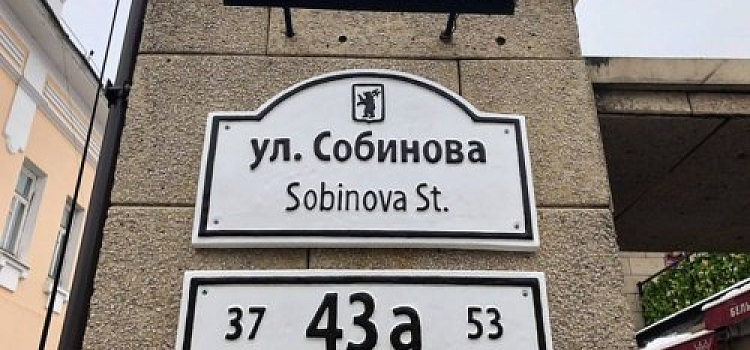 ул. Собинова
Sobinova St.
37 43а 53